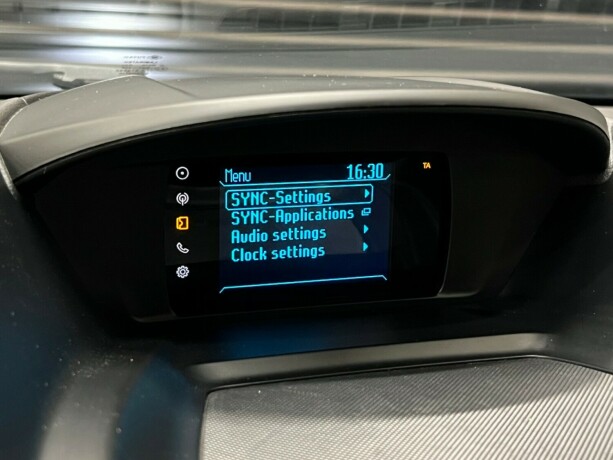 Menu 16:30
TA
SYNC-Settings
SYNC-Applications
Audio settings
Clock settings